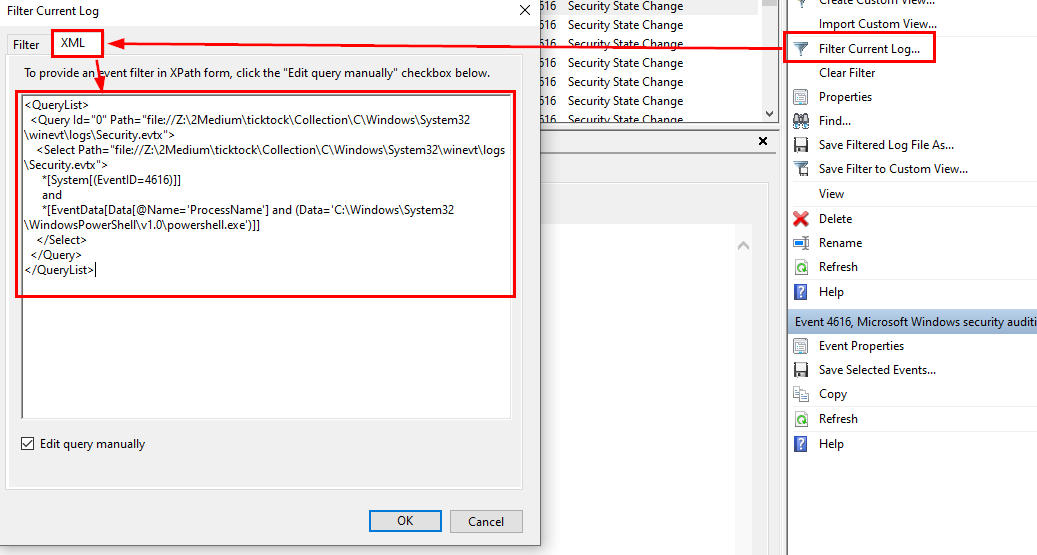 Filter Current Log
Filter
XML
To provide an event filter in XPath form, click the "Edit query manually" checkbox below.
<QueryList>
<Query Id="0" Path="file://Z:\2Medium\ticktock\Collection\C\Windows\System32
\winevt\logs\Security.evtx">
<Select Path="file://Z:\2Medium\ticktock\Collection\C\Windows\System32\winevt\logs
\Security.evtx">
*[System[(EventID=4616)]]
and
*[EventData[Data[@Name='ProcessName'] and (Data='C:\Windows\System32
\WindowsPowerShell\v1.0\powershell.exe')]]
</Select>
</Query>
</QueryList>
Edit query manually
OK
Cancel
4616 Security State Change
616 Security State Change
616 Security State Change
616 Security State Change
616 Security State Change
616 Security State Change
Create Custom View...
Import Custom View...
Filter Current Log...
Clear Filter
Properties
Find...
Save Filtered Log File As...
Save Filter to Custom View...
View
Delete
Rename
Refresh
Help
Event 4616, Microsoft Windows security auditi
Event Properties
Save Selected Events...
Copy
Refresh
Help